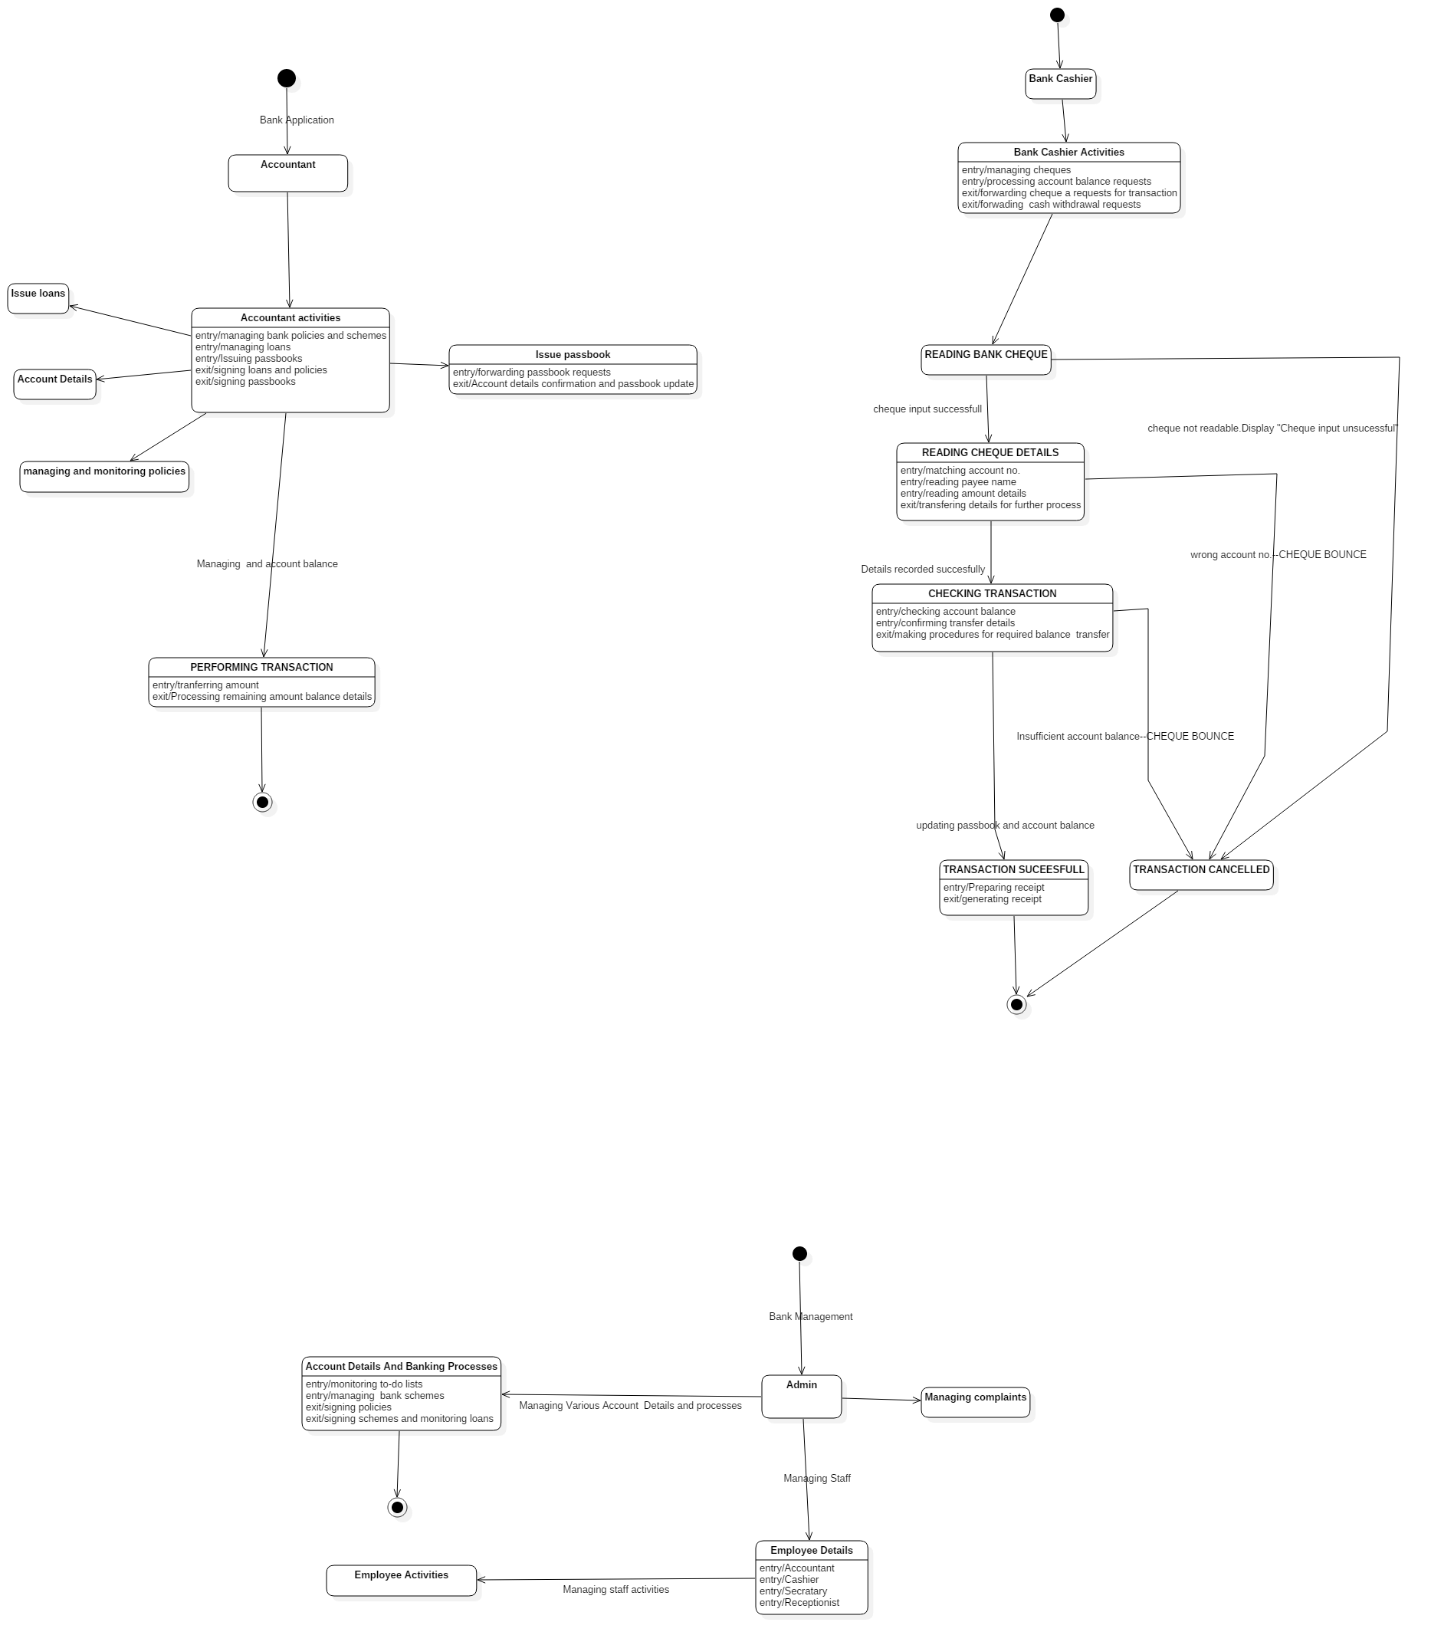 Bank Application
Accountant
Issue loans
Accountant activities
entry/managing bank policies and schemes
entry/managing loans
entry/Issuing passbooks
exit/signing loans and policies
exit/signing passbooks
Issue passbook
entry/forwarding passbook requests
exit/Account details confirmation and passbook update
Account Details
managing and monitoring policies
Managing  and account balance
PERFORMING TRANSACTION
entry/tranferring amount
exit/Processing remaining amount balance details
Bank Cashier
Bank Cashier Activities
entry/managing cheques
entry/processing account balance requests
exit/forwarding cheque a requests for transaction
exit/forwading  cash withdrawal requests
READING BANK CHEQUE
cheque input successfull
cheque not readable.Display "Cheque input unsucessful"
READING CHEQUE DETAILS
entry/matching account no.
entry/reading payee name
entry/reading amount details
exit/transfering details for further process
wrong account no.--CHEQUE BOUNCE
Details recorded succesfully
CHECKING TRANSACTION
entry/checking account balance
entry/confirming transfer details
exit/making procedures for required balance  transfer
Insufficient account balance--CHEQUE BOUNCE
updating passbook and account balance
TRANSACTION SUCEESFULL
entry/Preparing receipt
exit/generating receipt
TRANSACTION CANCELLED
Bank Management
Account Details And Banking Processes
entry/monitoring to-do lists
entry/managing  bank schemes
exit/signing policies
exit/signing schemes and monitoring loans
Managing Various Account  Details and processes
Admin
Managing complaints
Managing Staff
Employee Details
entry/Accountant
entry/Cashier
entry/Secratary
entry/Receptionist
Managing staff activities
Employee Activities